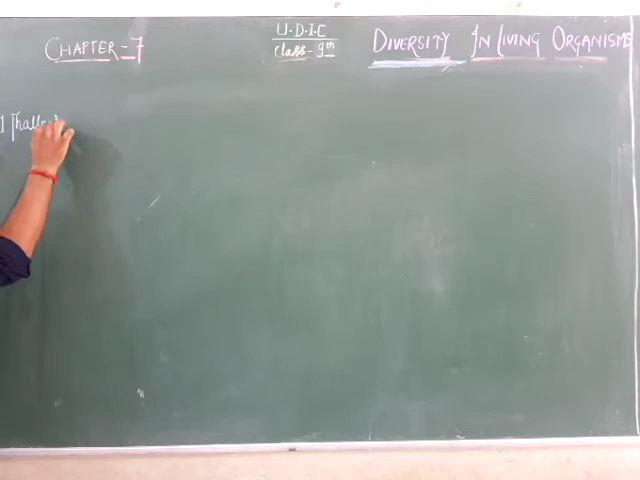 CHAPTER-7
U.D.I.C
Class-9th
DIVERSITY IN LIVING ORGANISMS